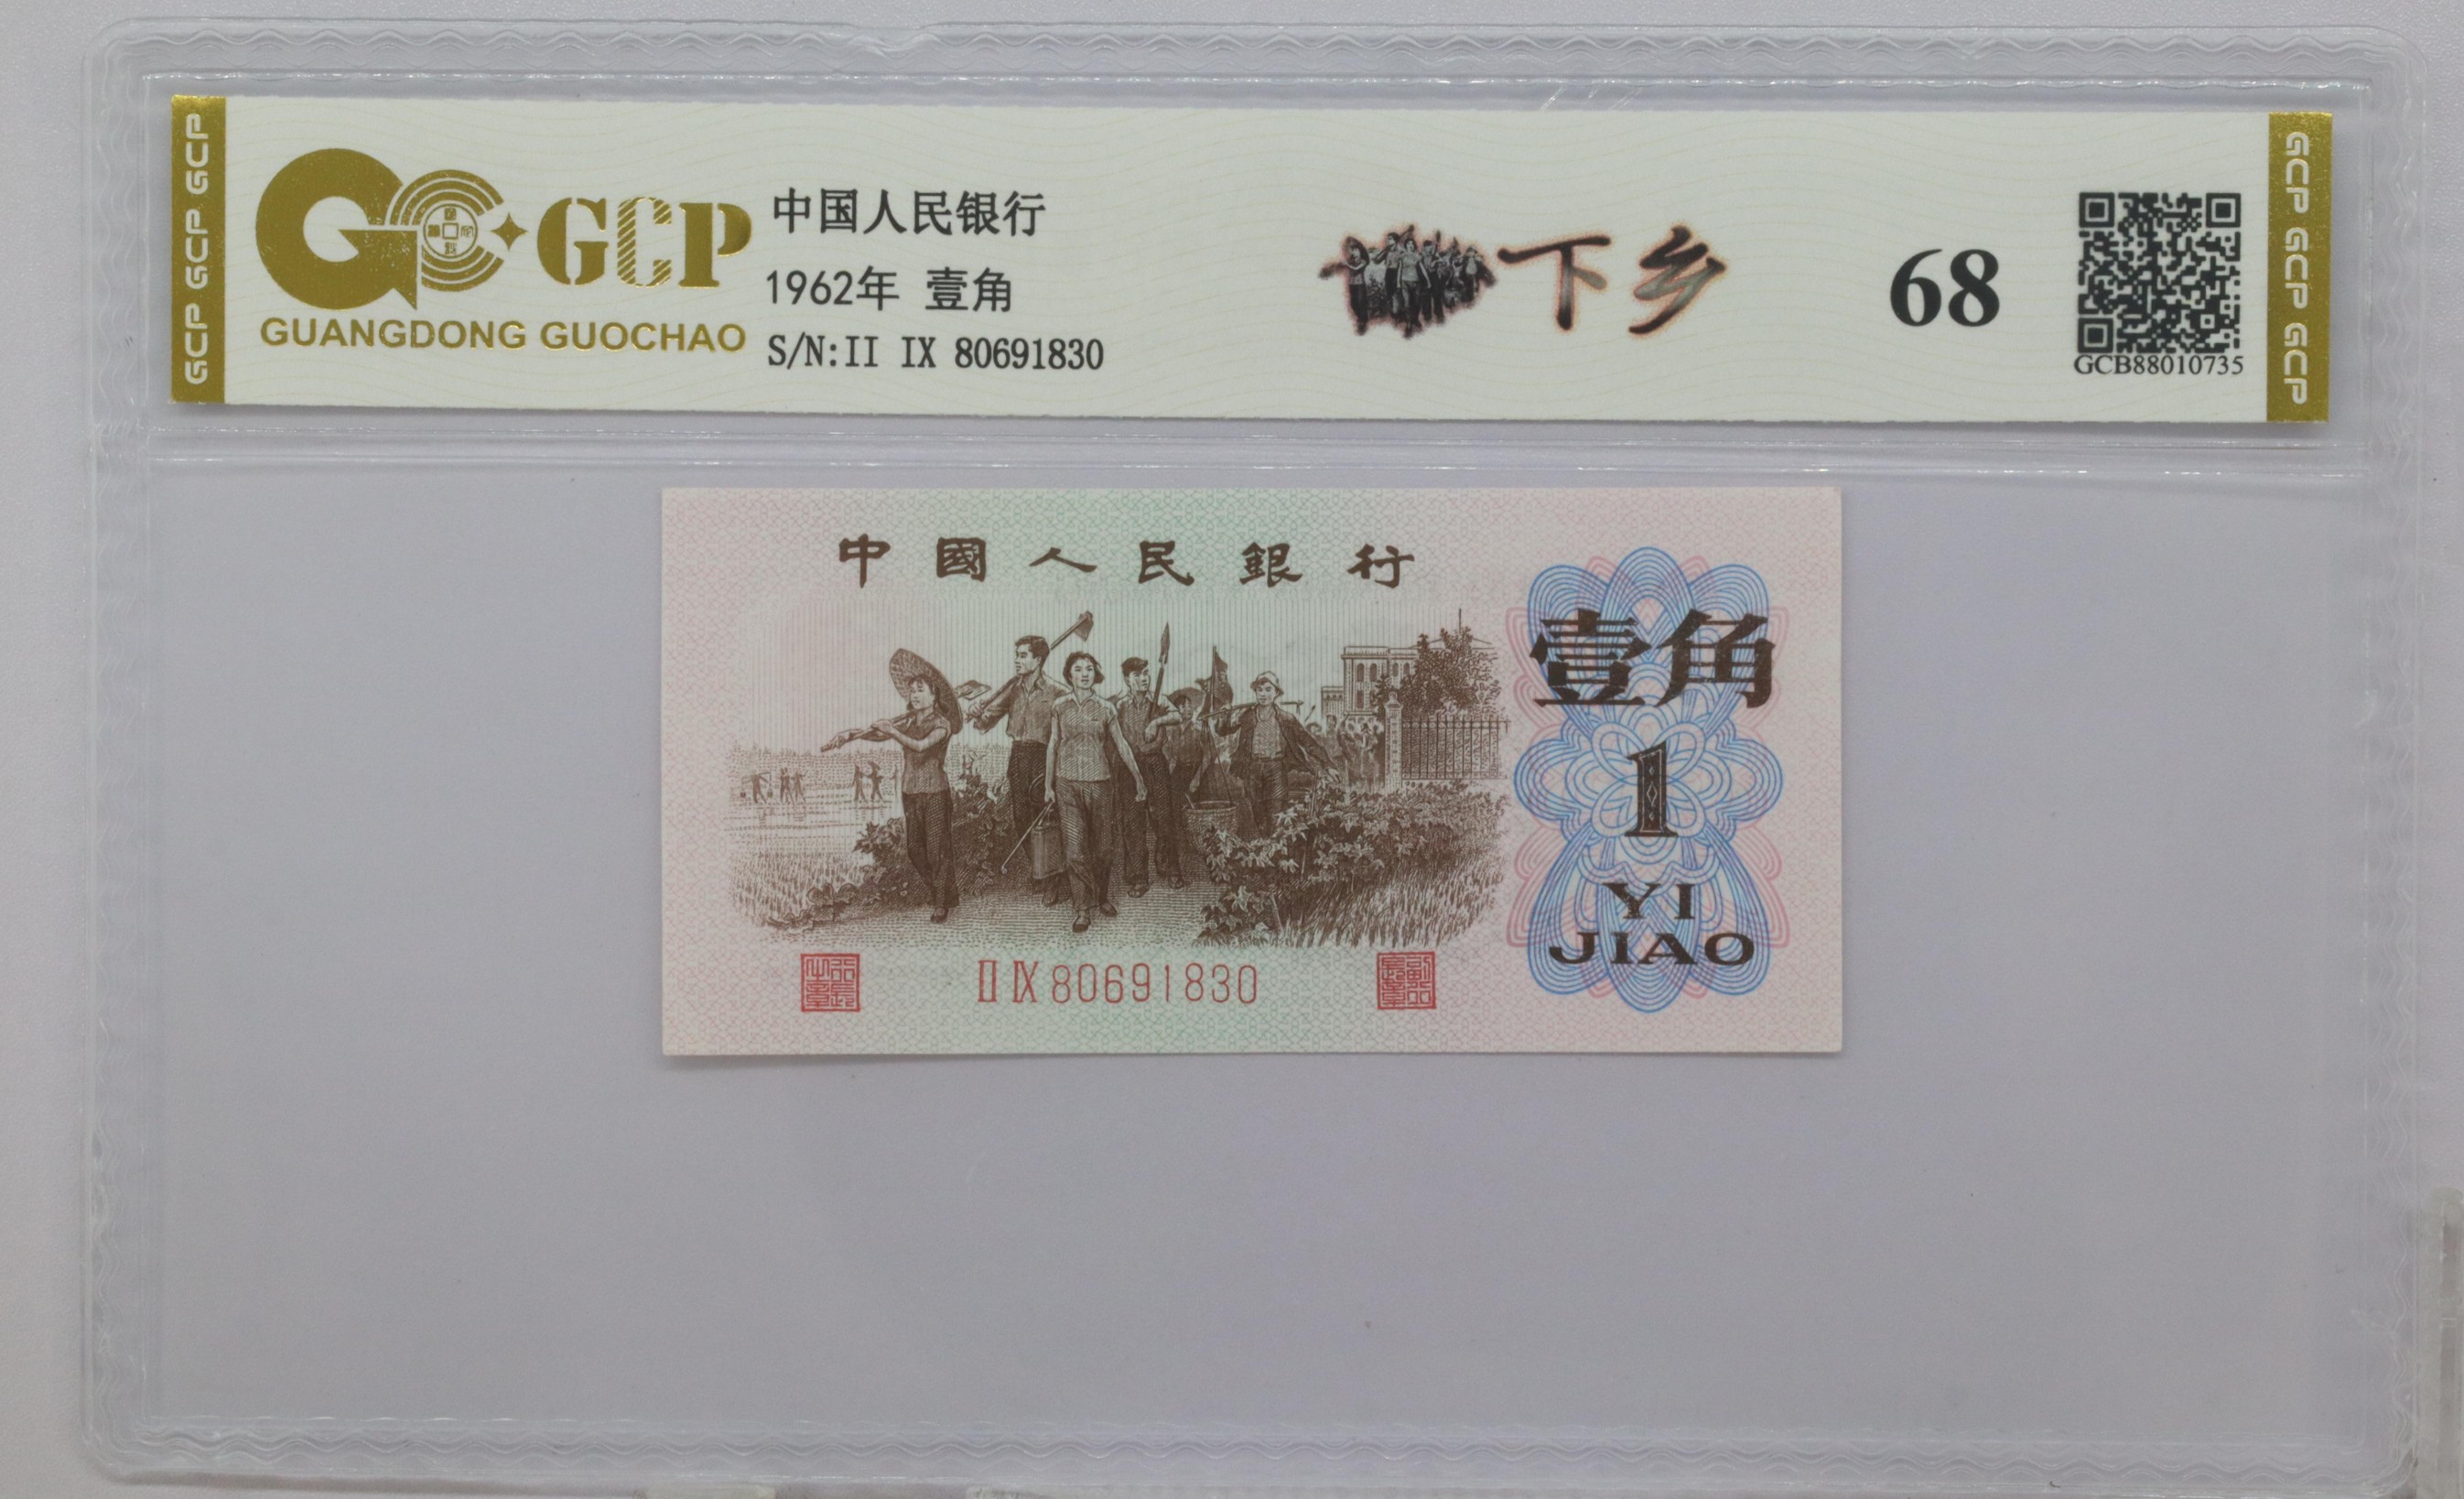 GCP GCP GCP
GCP
GUANGDONG GUOCHAO
中国人民银行
1962年 壹角
S/N:II IX 80691830
下乡
68
GCB88010735
GCP GCP GCP
中國人民銀行
壹角
1
YI
JIAO
II IX 80691830